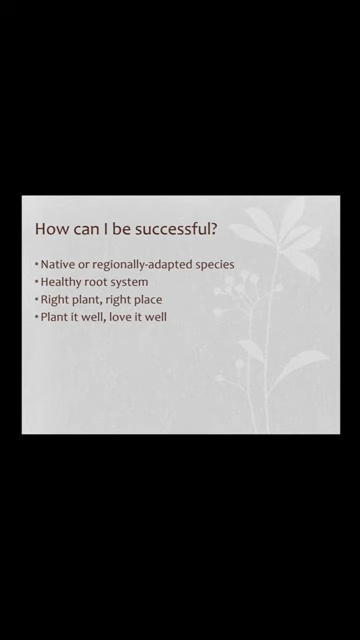 How can I be successful?
• Native or regionally-adapted species
• Healthy root system
• Right plant, right place
• Plant it well, love it well